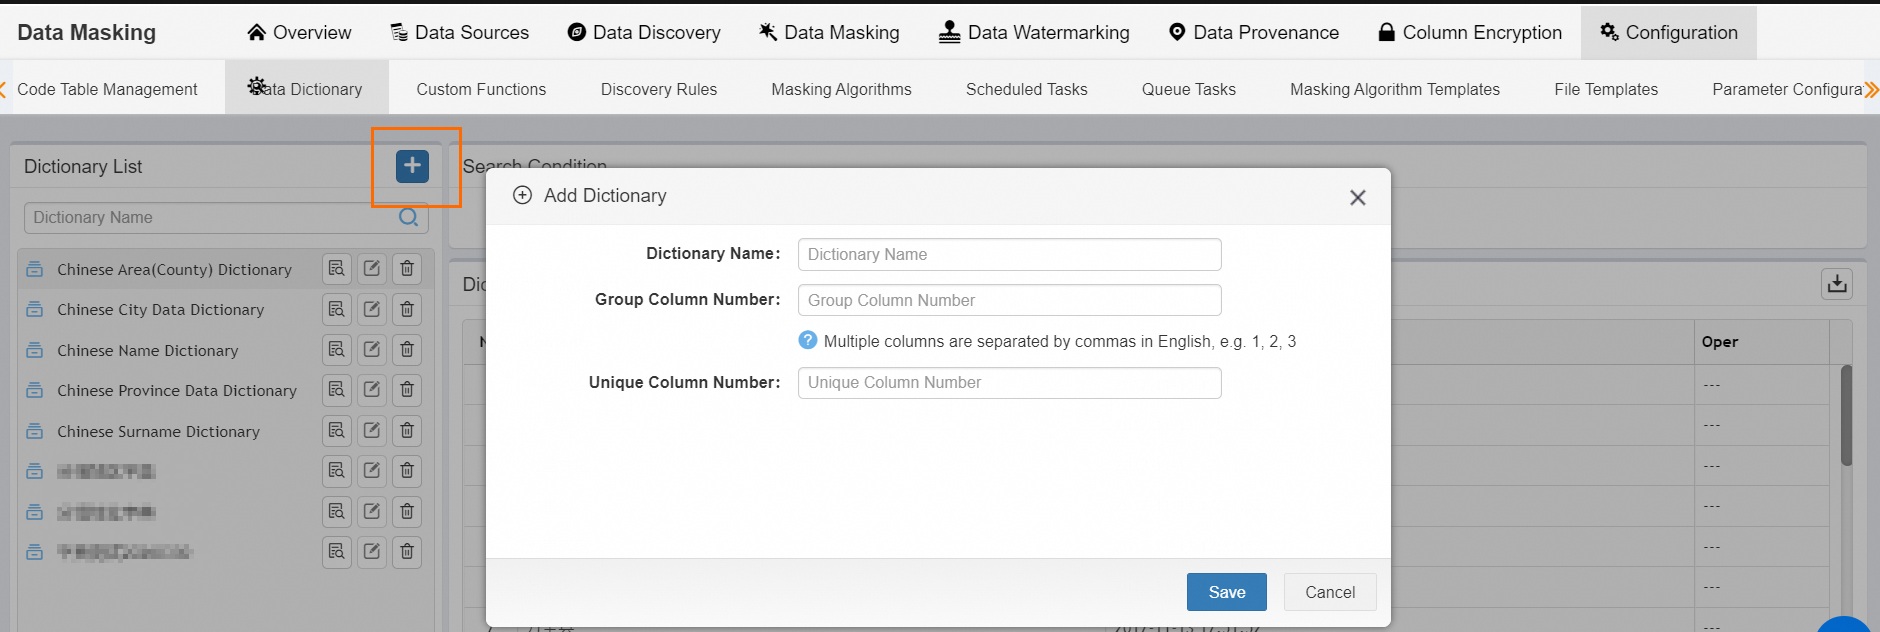 Data Masking Overview Data Sources Data Discovery Data Masking Data Watermarking Data Provenance Column Encryption Configuration
Code Table Management Data Dictionary Custom Functions Discovery Rules Masking Algorithms Scheduled Tasks Queue Tasks Masking Algorithm Templates File Templates Parameter Configura
Dictionary List
Search Condition
Dictionary Name
Chinese Area(County) Dictionary
Chinese City Data Dictionary
Chinese Name Dictionary
Chinese Province Data Dictionary
Chinese Surname Dictionary
Add Dictionary
Dictionary Name: Dictionary Name
Group Column Number: Group Column Number
? Multiple columns are separated by commas in English, e.g. 1, 2, 3
Unique Column Number: Unique Column Number
Save Cancel
Dic
Oper
---
---
---
---
---
---
---